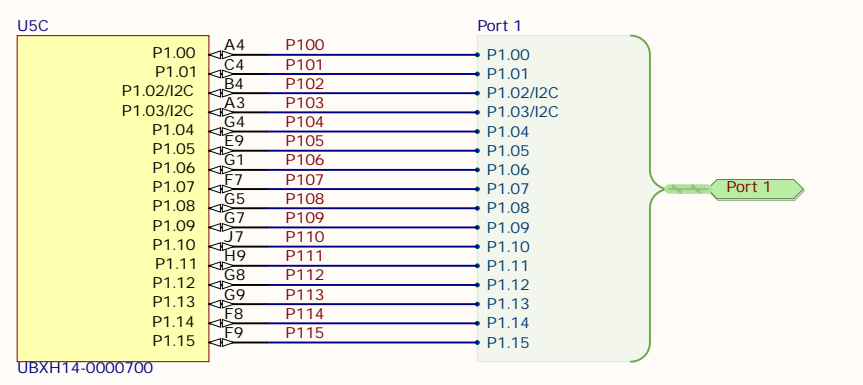 U5C Port 1
P1.00 A4 P100 P1.00
P1.01 C4 P101 P1.01
P1.02/I2C B4 P102 P1.02/I2C
P1.03/I2C A3 P103 P1.03/I2C
P1.04 G4 P104 P1.04
P1.05 E9 P105 P1.05
P1.06 G1 P106 P1.06
P1.07 F7 P107 P1.07
Port 1
P1.08 G5 P108 P1.08
P1.09 G7 P109 P1.09
P1.10 J7 P110 P1.10
P1.11 H9 P111 P1.11
P1.12 G8 P112 P1.12
P1.13 G9 P113 P1.13
P1.14 F8 P114 P1.14
P1.15 F9 P115 P1.15
UBXH14-0000700